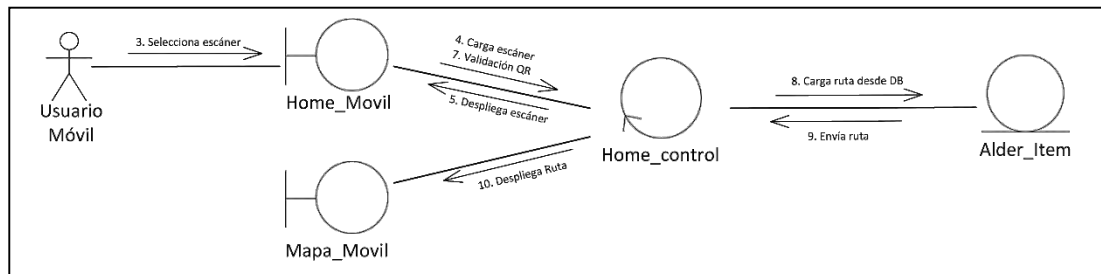 3. Selecciona escáner
Usuario
Móvil
Home_Movil
4. Carga escáner
7. Validación QR
5. Despliega escáner
Home_control
8. Carga ruta desde DB
9. Envía ruta
Alder_Item
10. Despliega Ruta
Mapa_Movil